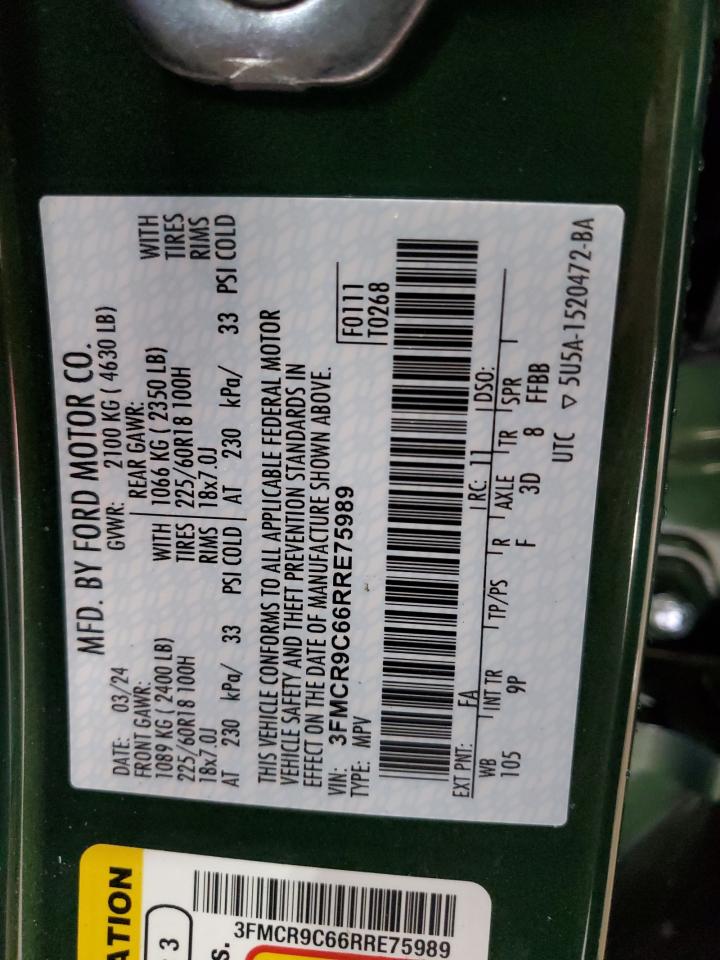 MFD. BY FORD MOTOR CO.
DATE: 03/24 GVWR: 2100 KG ( 4630 LB)
FRONT GAWR: REAR GAWR:
1089 KG ( 2400 LB) WITH 1066 KG ( 2350 LB) WITH
225/60R18 100H TIRES 225/60R18 100H TIRES
18x7.0J RIMS 18x7.0J RIMS
AT 230 kPa/ 33 PSI COLD AT 230 kPa/ 33 PSI COLD
THIS VEHICLE CONFORMS TO ALL APPLICABLE FEDERAL MOTOR
VEHICLE SAFETY AND THEFT PREVENTION STANDARDS IN
EFFECT ON THE DATE OF MANUFACTURE SHOWN ABOVE.
VIN: 3FMCR9C66RRE75989
TYPE: MPV
F0111
T0268
EXT PNT: FA RC: 11 DSO:
WB INT TR TP/PS R AXLE TR SPR
105 9P F 3D 8 FFBB
UTC ▽ 5U5A-1520472-BA
ATION
3
S.
3FMCR9C66RRE75989